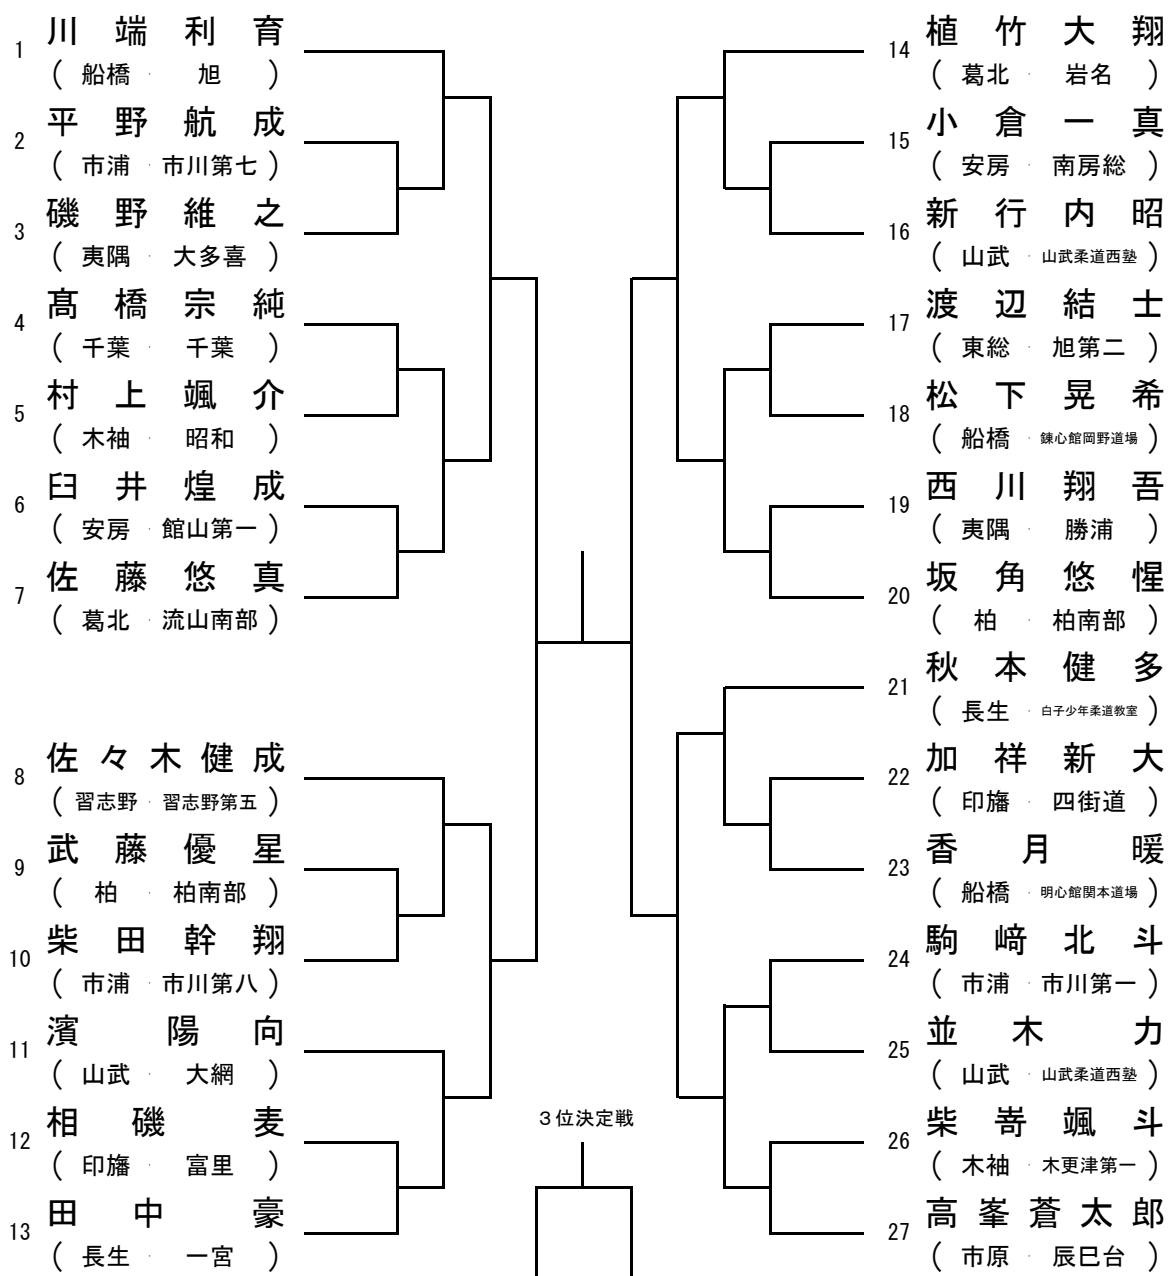 1 川端利育
(船橋・旭)
2 平野航成
(市浦・市川第七)
3 磯野維之
(夷隅・大多喜)
4 髙橋宗純
(千葉・千葉)
5 村上颯介
(木袖・昭和)
6 臼井煌成
(安房・館山第一)
7 佐藤悠真
(葛北・流山南部)
8 佐々木健成
(習志野・習志野第五)
9 武藤優星
(柏・柏南部)
10 柴田幹翔
(市浦・市川第八)
11 濱陽向
(山武・大網)
12 相磯麦
(印旛・富里)
13 田中豪
(長生・一宮)
3位決定戦
14 植竹大翔
(葛北・岩名)
15 小倉一真
(安房・南房総)
16 新行内昭
(山武・山武柔道西塾)
17 渡辺結士
(東総・旭第二)
18 松下晃希
(船橋・錬心館岡野道場)
19 西川翔吾
(夷隅・勝浦)
20 坂角悠惺
(柏・柏南部)
21 秋本健多
(長生・白子少年柔道教室)
22 加祥新大
(印旛・四街道)
23 香月暖
(船橋・明心館関本道場)
24 駒﨑北斗
(市浦・市川第一)
25 並木力
(山武・山武柔道西塾)
26 柴嵜颯斗
(木袖・木更津第一)
27 高峯蒼太郎
(市原・辰巳台)